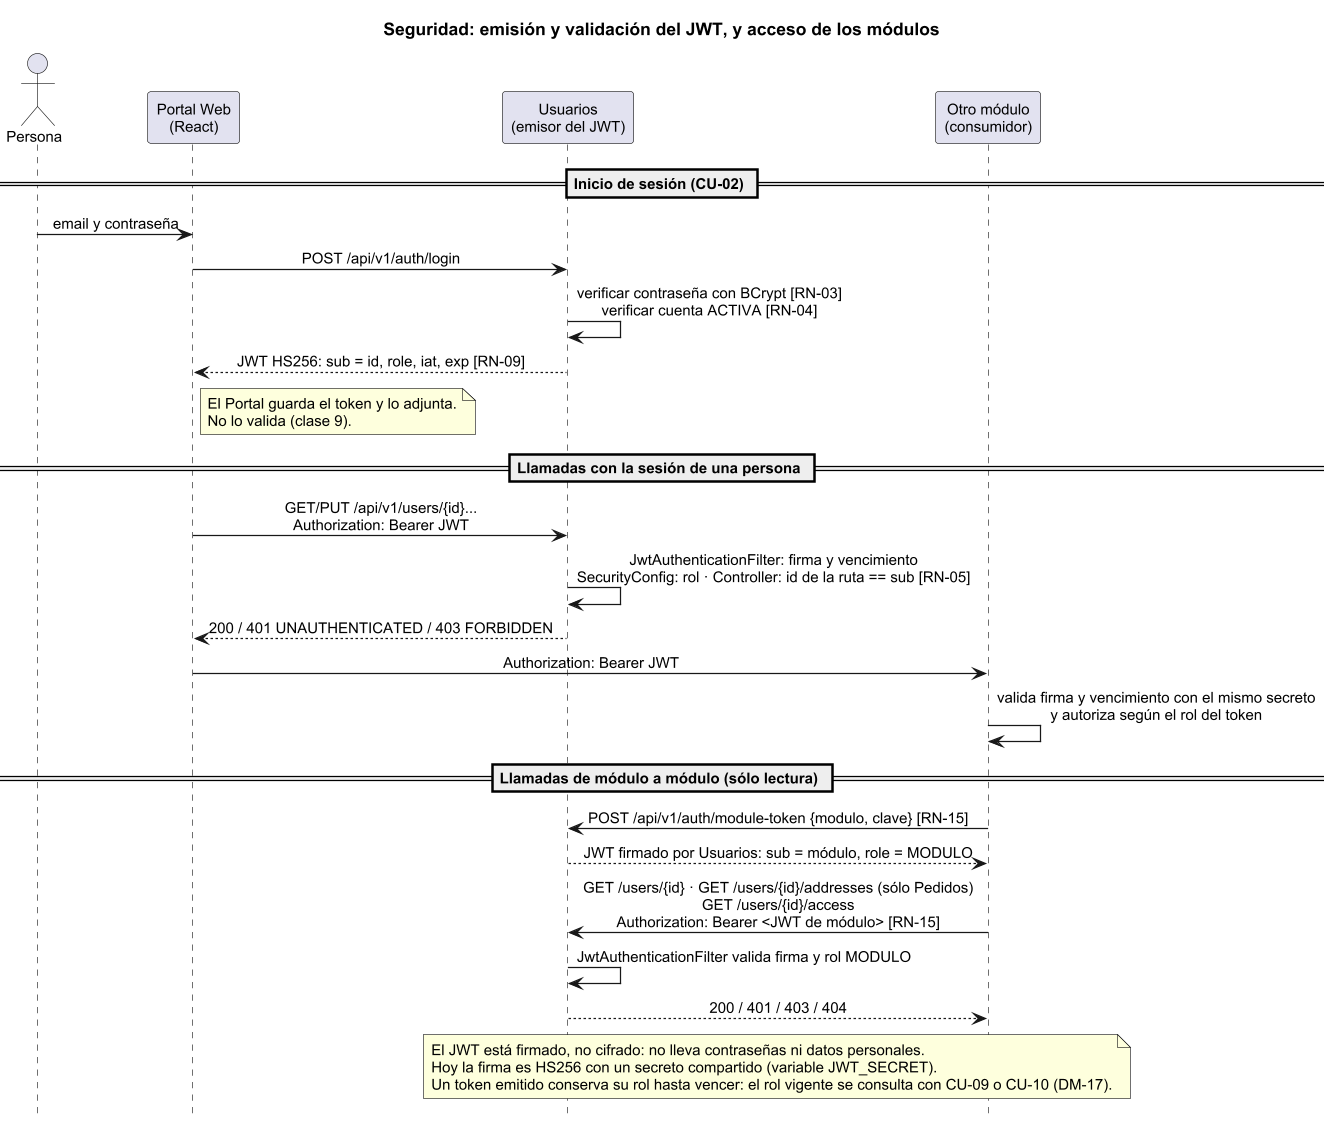 Seguridad: emisión y validación del JWT, y acceso de los módulos
Persona
Portal Web
(React)
Usuarios
(emisor del JWT)
Otro módulo
(consumidor)
Inicio de sesión (CU-02)
email y contraseña
POST /api/v1/auth/login
verificar contraseña con BCrypt [RN-03]
verificar cuenta ACTIVA [RN-04]
JWT HS256: sub = id, role, iat, exp [RN-09]
El Portal guarda el token y lo adjunta.
No lo valida (clase 9).
Llamadas con la sesión de una persona
GET/PUT /api/v1/users/{id}...
Authorization: Bearer JWT
JwtAuthenticationFilter: firma y vencimiento
SecurityConfig: rol · Controller: id de la ruta == sub [RN-05]
200 / 401 UNAUTHENTICATED / 403 FORBIDDEN
Authorization: Bearer JWT
valida firma y vencimiento con el mismo secreto
y autoriza según el rol del token
Llamadas de módulo a módulo (sólo lectura)
POST /api/v1/auth/module-token {modulo, clave} [RN-15]
JWT firmado por Usuarios: sub = módulo, role = MODULO
GET /users/{id} · GET /users/{id}/addresses (sólo Pedidos)
GET /users/{id}/access
Authorization: Bearer <JWT de módulo> [RN-15]
JwtAuthenticationFilter valida firma y rol MODULO
200 / 401 / 403 / 404
El JWT está firmado, no cifrado: no lleva contraseñas ni datos personales.
Hoy la firma es HS256 con un secreto compartido (variable JWT_SECRET).
Un token emitido conserva su rol hasta vencer: el rol vigente se consulta con CU-09 o CU-10 (DM-17).